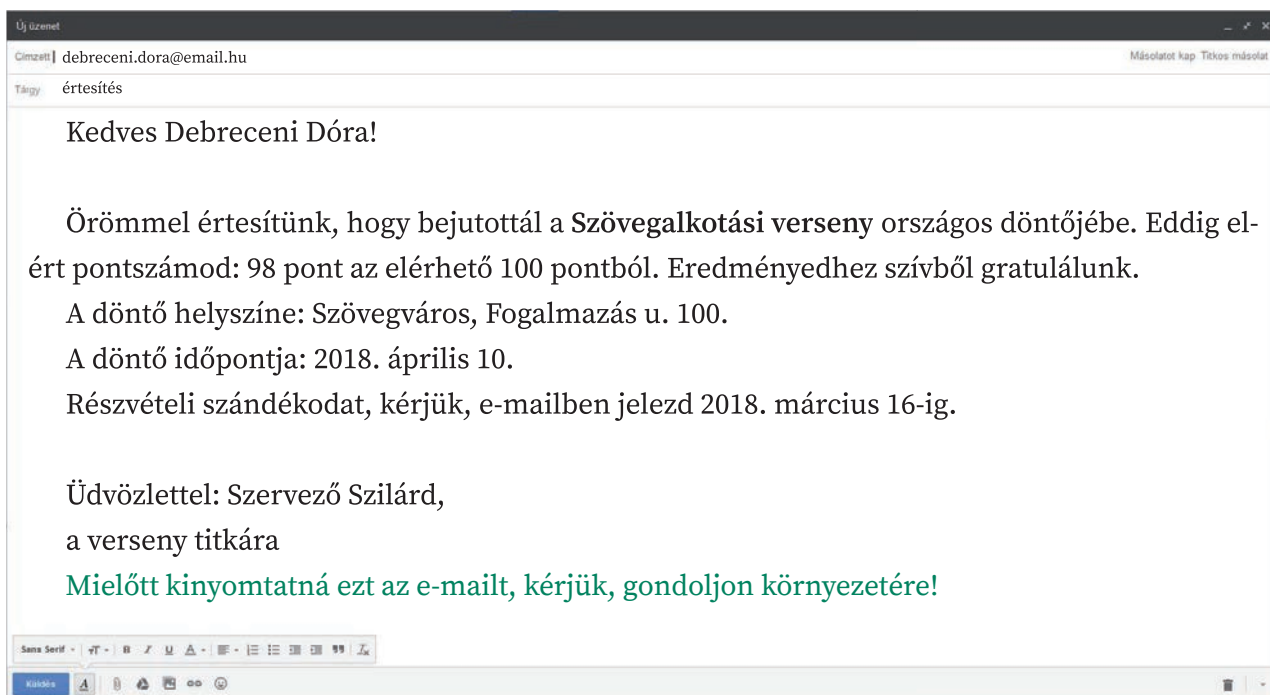 Új üzenet
Címzett debreceni.dora@email.hu Másolatot kap Titkos másolat
Tárgy értesítés
Kedves Debreceni Dóra!
Örömmel értesítünk, hogy bejutottál a Szövegalkotási verseny országos döntőjébe. Eddig el-
ért pontszámod: 98 pont az elérhető 100 pontból. Eredményedhez szívből gratulálunk.
A döntő helyszíne: Szövegváros, Fogalmazás u. 100.
A döntő időpontja: 2018. április 10.
Részvételi szándékodat, kérjük, e-mailben jelezd 2018. március 16-ig.
Üdvözlettel: Szervező Szilárd,
a verseny titkára
Mielőtt kinyomtatná ezt az e-mailt, kérjük, gondoljon környezetére!
Sans Serif
Küldés